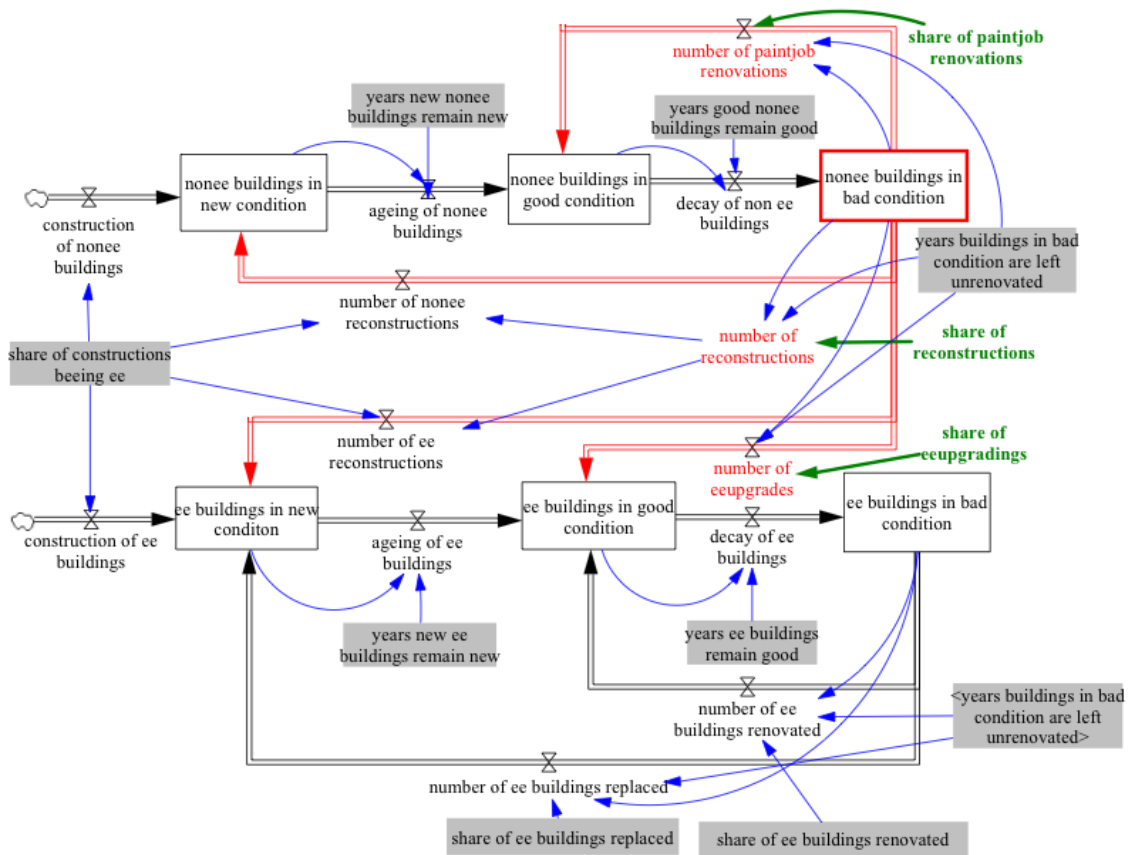 share of paintjob
renovations
number of paintjob
renovations
years new nonee
buildings remain new
years good nonee
buildings remain good
nonee buildings in
new condition
nonee buildings in
good condition
nonee buildings in
bad condition
construction
of nonee
buildings
ageing of nonee
buildings
decay of non ee
buildings
years buildings in bad
condition are left
unrenovated
number of nonee
reconstructions
number of
reconstructions
share of
reconstructions
share of constructions
beeing ee
number of ee
reconstructions
share of
eeupgradings
number of
eeupgrades
ee buildings in new
conditon
ee buildings in good
condition
ee buildings in bad
condition
construction of ee
buildings
ageing of ee
buildings
decay of ee
buildings
years new ee
buildings remain new
years ee buildings
remain good
number of ee
buildings renovated
<years buildings in bad
condition are left
unrenovated>
number of ee buildings replaced
share of ee buildings replaced
share of ee buildings renovated